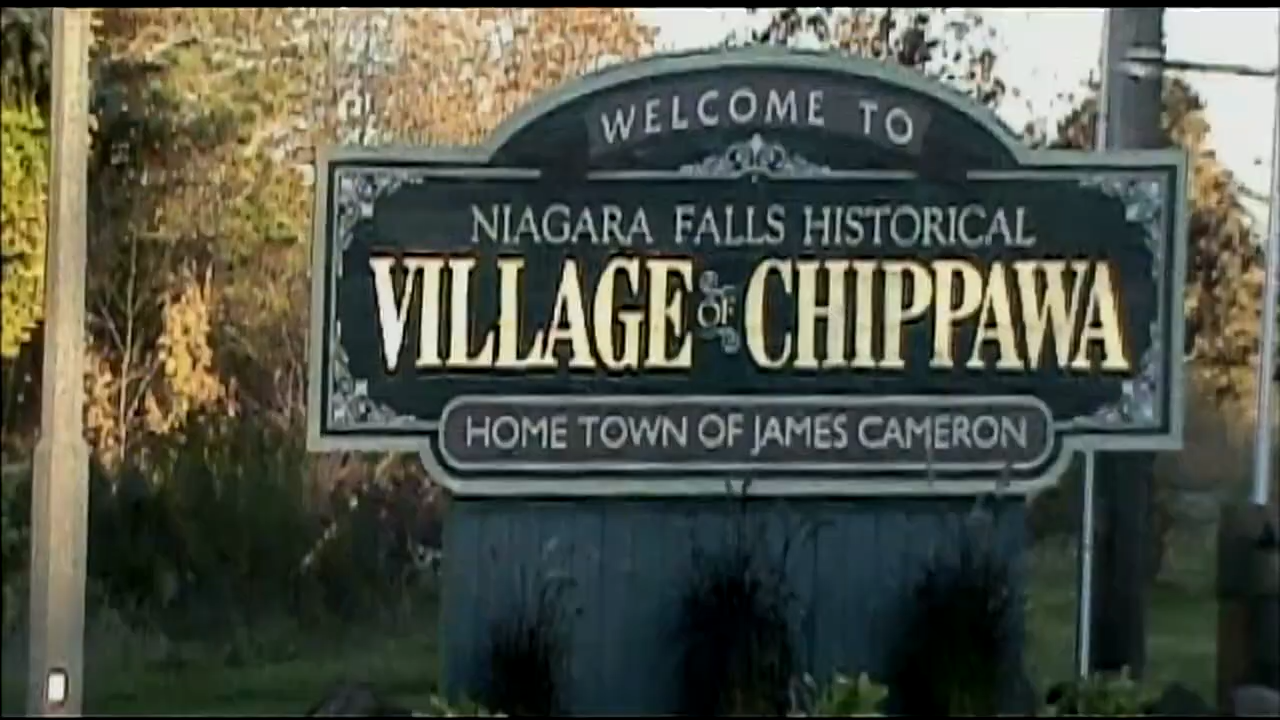 WELCOME TO
NIAGARA FALLS HISTORICAL
VILLAGE OF CHIPPAWA
HOME TOWN OF JAMES CAMERON